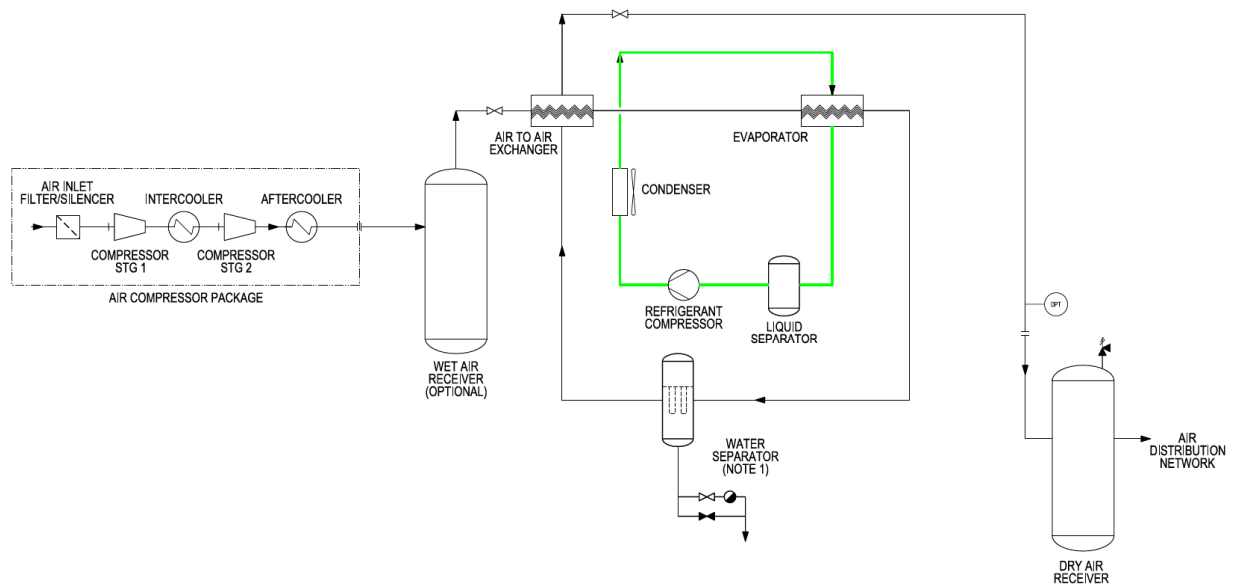 AIR TO AIR
EXCHANGER
EVAPORATOR
AIR INLET
FILTER/SILENCER
INTERCOOLER
AFTERCOOLER
CONDENSER
COMPRESSOR
STG 1
COMPRESSOR
STG 2
AIR COMPRESSOR PACKAGE
REFRIGERANT
COMPRESSOR
LIQUID
SEPARATOR
DPT
WET AIR
RECEIVER
(OPTIONAL)
WATER
SEPARATOR
(NOTE 1)
AIR
DISTRIBUTION
NETWORK
DRY AIR
RECEIVER